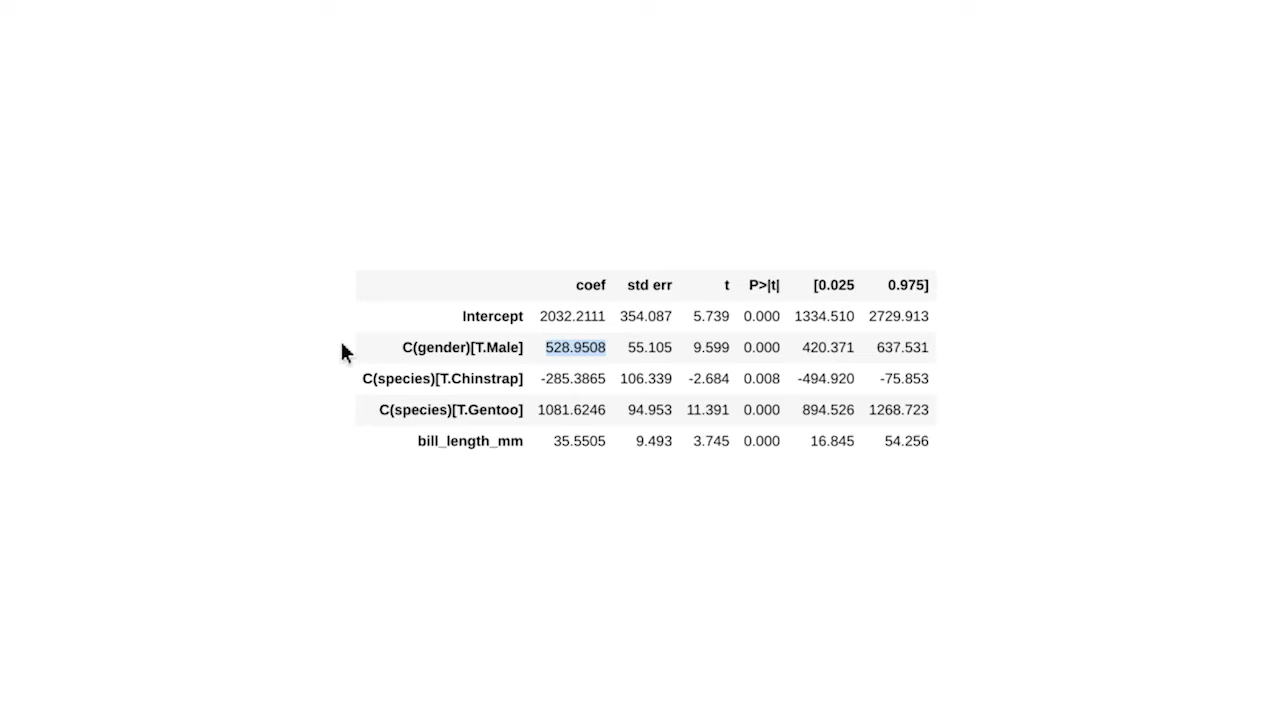 coef std err t P>|t| [0.025 0.975]
Intercept 2032.2111 354.087 5.739 0.000 1334.510 2729.913
C(gender)[T.Male] 528.9508 55.105 9.599 0.000 420.371 637.531
C(species)[T.Chinstrap] -285.3865 106.339 -2.684 0.008 -494.920 -75.853
C(species)[T.Gentoo] 1081.6246 94.953 11.391 0.000 894.526 1268.723
bill_length_mm 35.5505 9.493 3.745 0.000 16.845 54.256